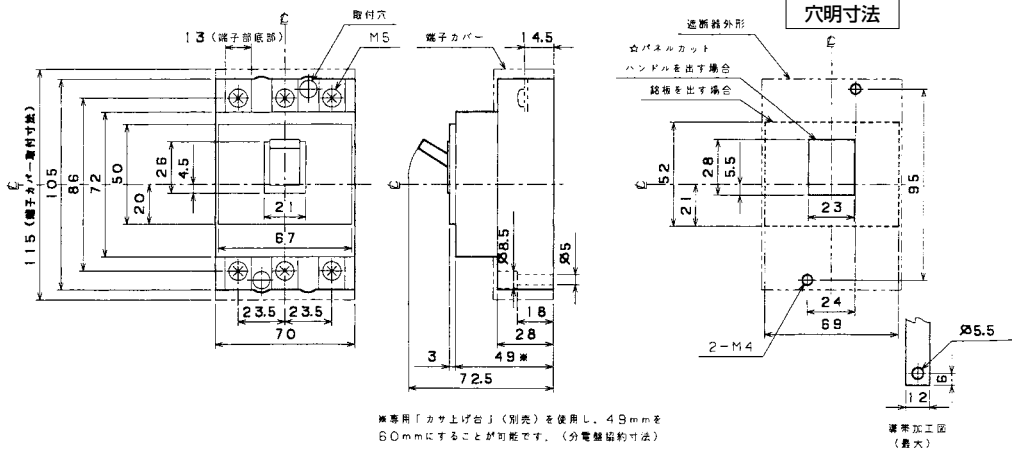 穴明寸法
取付穴
13(端子部底部)
M5
端子カバー
14.5
遮断器外形
☆パネルカット
ハンドルを出す場合
銘板を出す場合
115(端子カバー取付寸法)
105
86
72
50
20
26
4.5
21
67
23.5
23.5
70
Ø8.5
Ø5
18
28
3
49※
72.5
52
21
28
5.5
23
95
24
69
2-M4
Ø5.5
6
12
導帯加工図
(最大)
※専用「カサ上げ台」(別売)を使用し、49mmを
60mmにすることが可能です。(分電盤協約寸法)